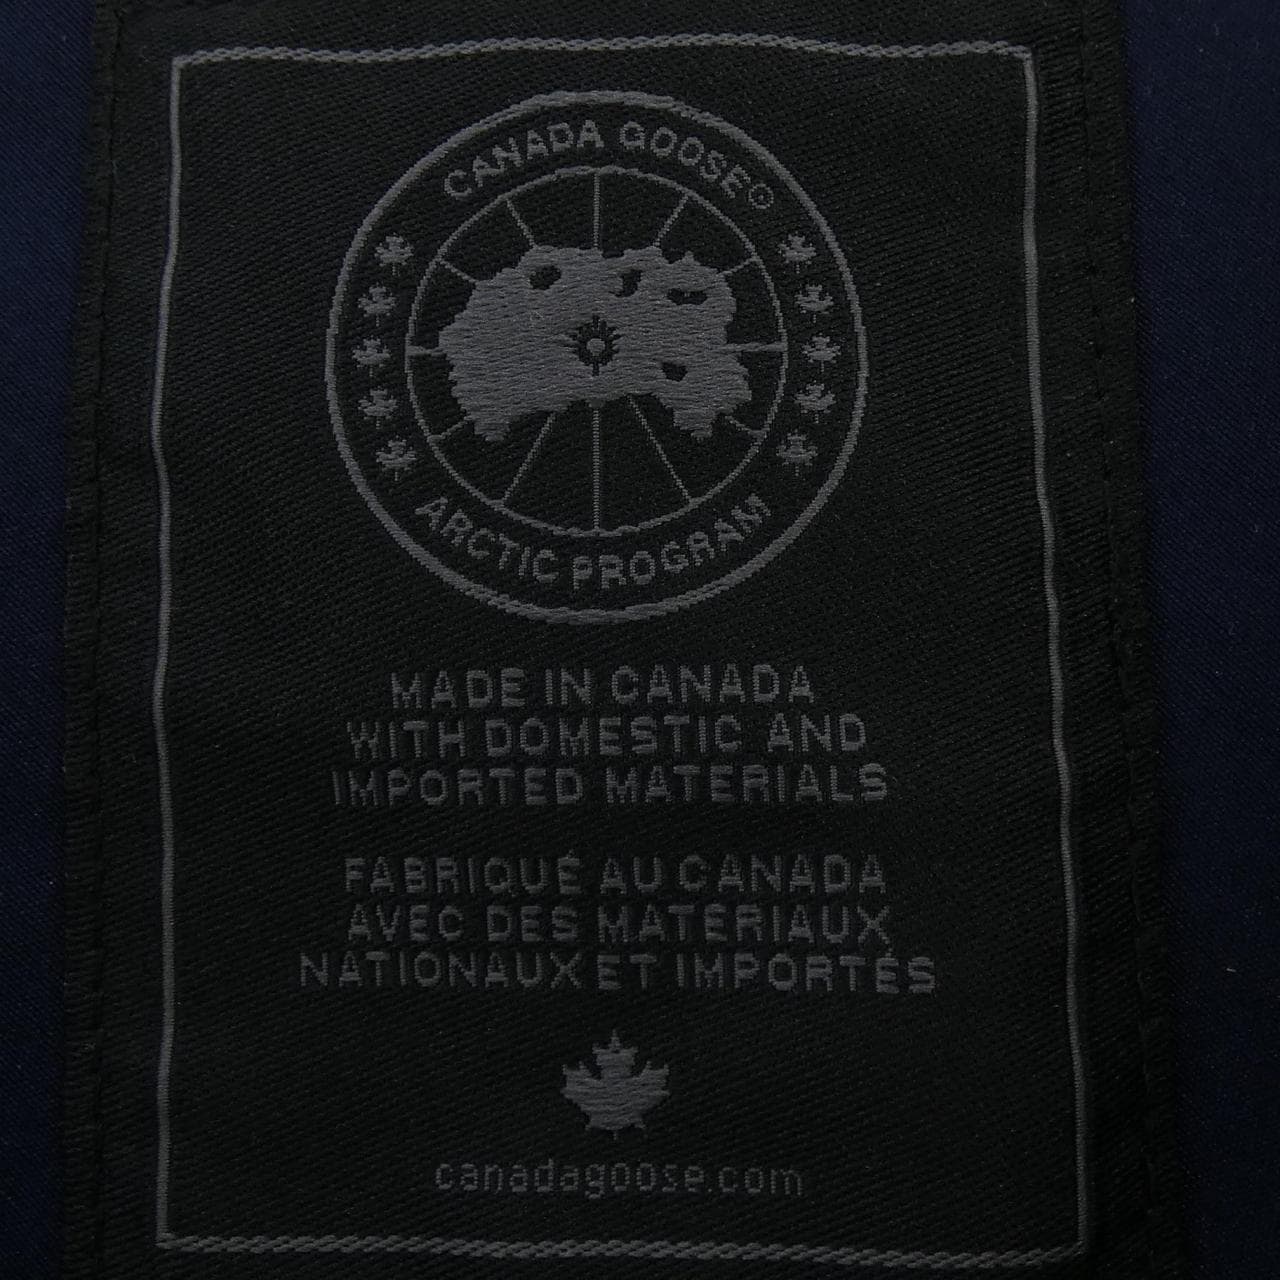 CANADA GOOSE©
ARCTIC PROGRAM
MADE IN CANADA
WITH DOMESTIC AND
IMPORTED MATERIALS
FABRIQUÉ AU CANADA
AVEC DES MATÉRIAUX
NATIONAUX ET IMPORTÉS
canadagoose.com